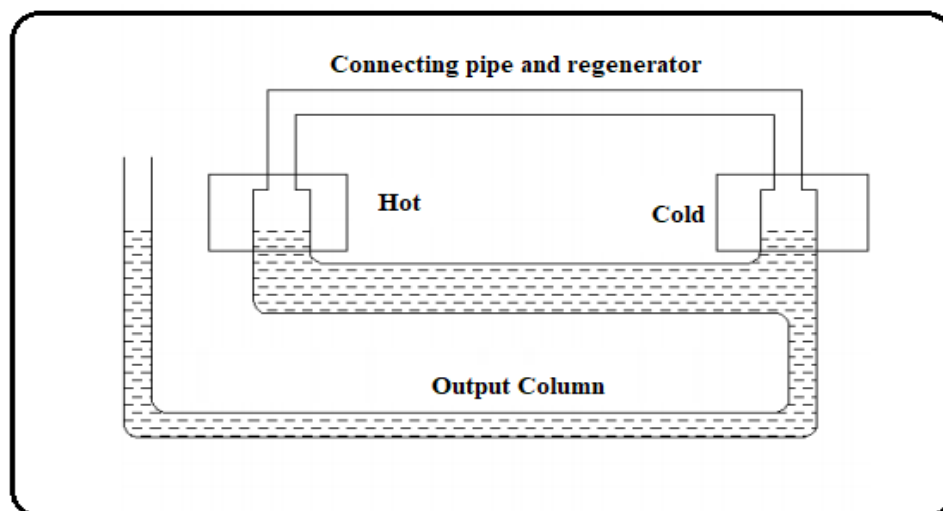 Connecting pipe and regenerator
Hot
Cold
Output Column